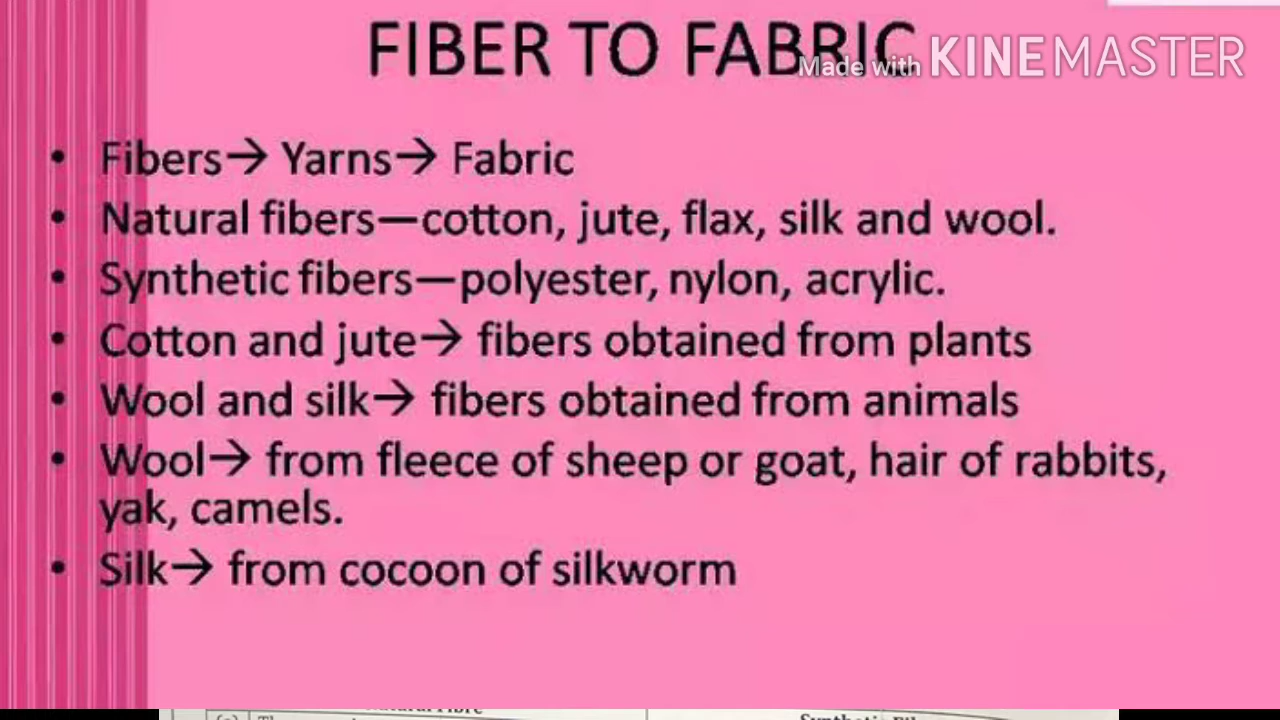 FIBER TO FABRIC
Made with KINEMASTER
• Fibers→ Yarns→ Fabric
• Natural fibers—cotton, jute, flax, silk and wool.
• Synthetic fibers—polyester, nylon, acrylic.
• Cotton and jute→ fibers obtained from plants
• Wool and silk→ fibers obtained from animals
• Wool→ from fleece of sheep or goat, hair of rabbits,
yak, camels.
• Silk→ from cocoon of silkworm